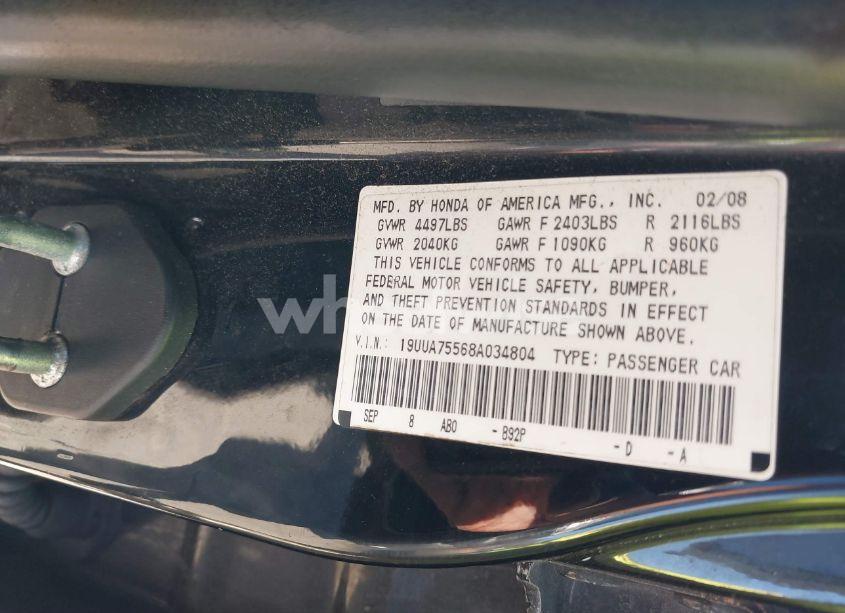 MFD. BY HONDA OF AMERICA MFG., INC. 02/08
GVWR 4497LBS GAWR F 2403LBS R 2116LBS
GVWR 2040KG GAWR F 1090KG R 960KG
THIS VEHICLE CONFORMS TO ALL APPLICABLE
FEDERAL MOTOR VEHICLE SAFETY, BUMPER,
AND THEFT PREVENTION STANDARDS IN EFFECT
ON THE DATE OF MANUFACTURE SHOWN ABOVE.
V.I.N: 19UUA75568A034804 TYPE: PASSENGER CAR
SEP 8 AB0 -B92P -D -A